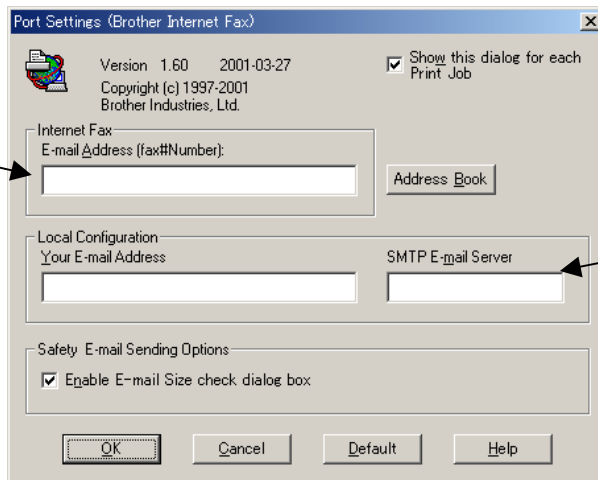 Port Settings (Brother Internet Fax)
Version 1.60 2001-03-27
Copyright (c) 1997-2001
Brother Industries, Ltd.
Show this dialog for each
Print Job
Internet Fax
E-mail Address (fax#Number):
Address Book
Local Configuration
Your E-mail Address
SMTP E-mail Server
Safety E-mail Sending Options
Enable E-mail Size check dialog box
OK
Cancel
Default
Help